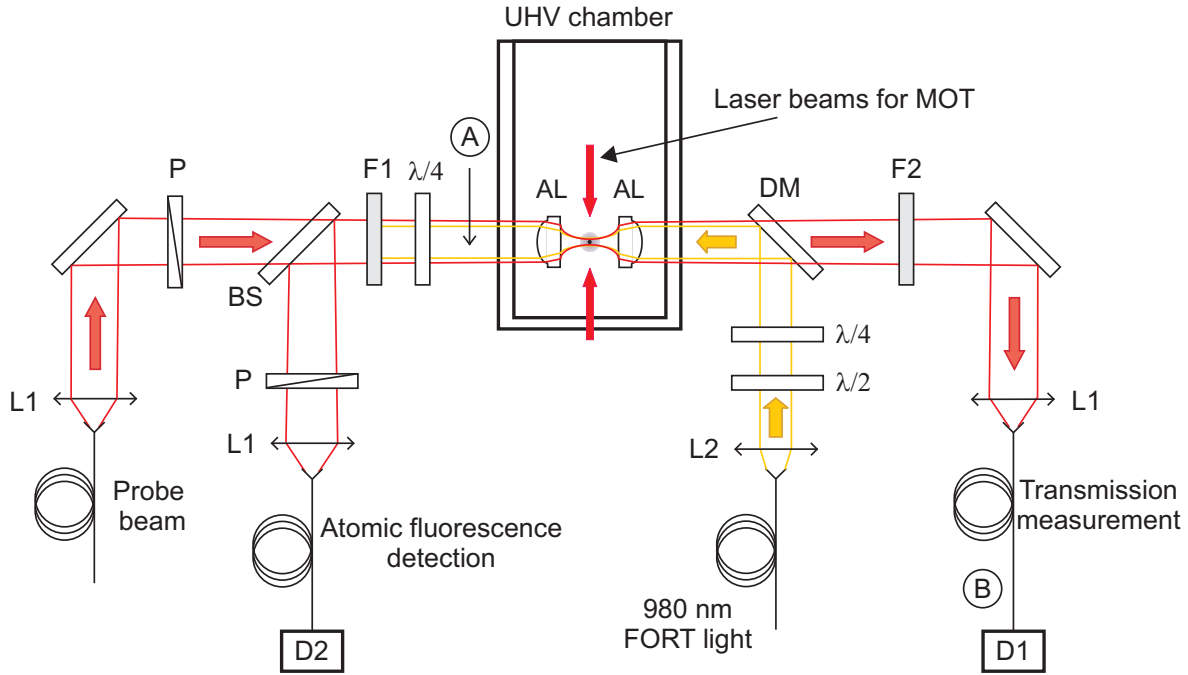 UHV chamber
Laser beams for MOT
A
P
F1
λ/4
AL
AL
DM
F2
BS
λ/4
P
λ/2
L1
L1
L1
L2
Probe
beam
Atomic fluorescence
detection
Transmission
measurement
B
980 nm
FORT light
D2
D1